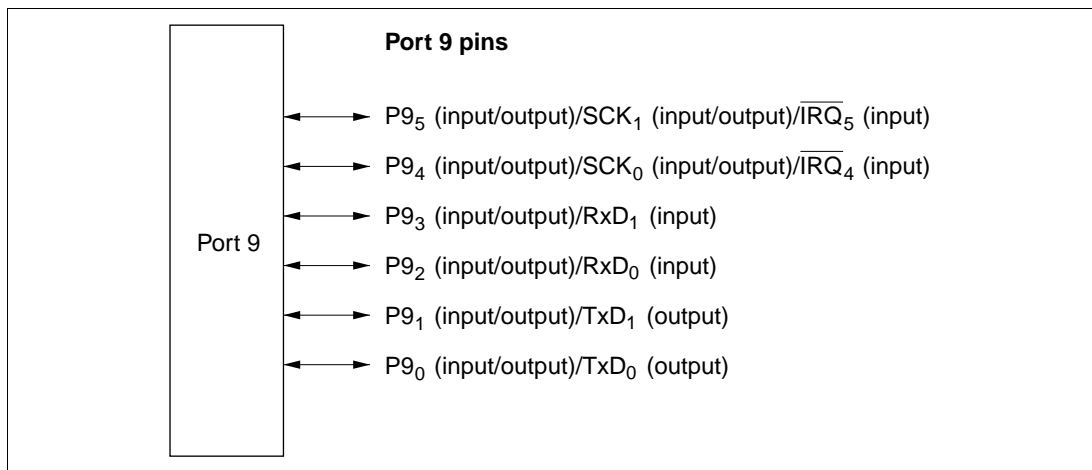 Port 9 pins
P9₅ (input/output)/SCK₁ (input/output)/I̅R̅Q̅₅ (input)
P9₄ (input/output)/SCK₀ (input/output)/I̅R̅Q̅₄ (input)
P9₃ (input/output)/RxD₁ (input)
Port 9
P9₂ (input/output)/RxD₀ (input)
P9₁ (input/output)/TxD₁ (output)
P9₀ (input/output)/TxD₀ (output)